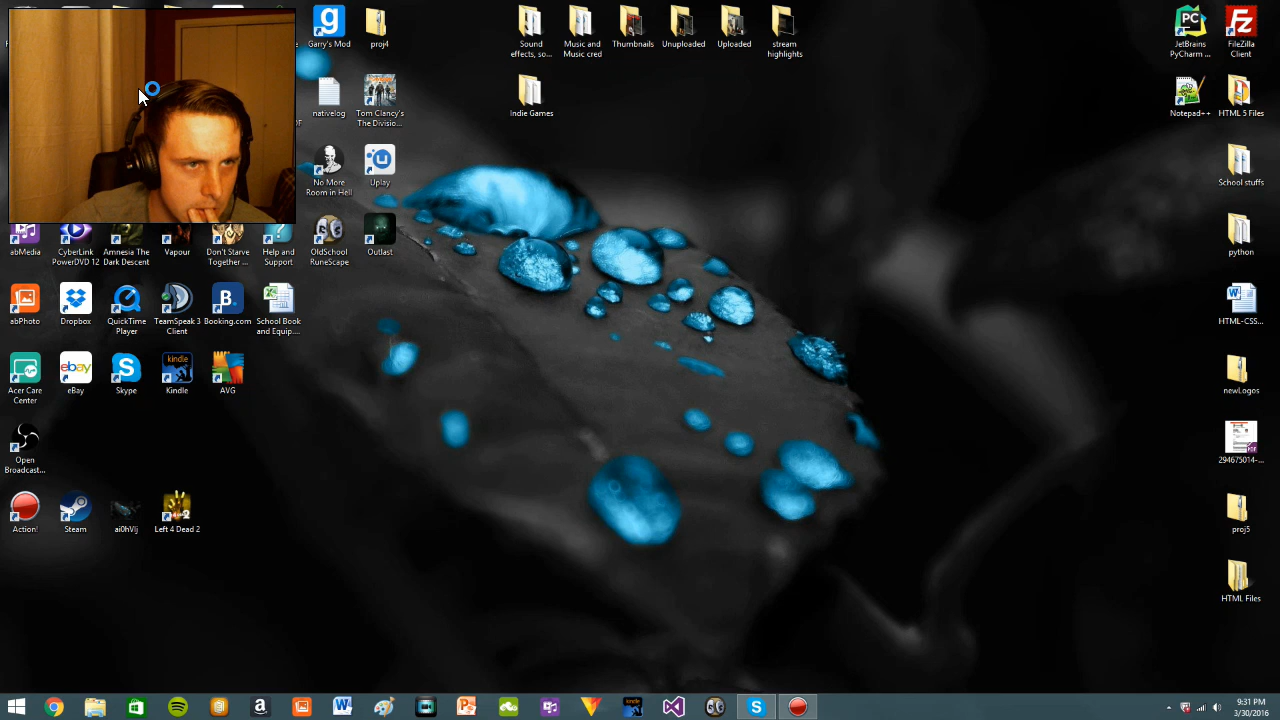 Garry's Mod
proj4
Sound
effects, so...
Music and
Music cred
Thumbnails
Unuploaded
Uploaded
stream
highlights
JetBrains
PyCharm ...
FileZilla
Client
nativelog
Tom Clancy's
The Divisio...
Indie Games
Notepad++
HTML 5 Files
No More
Room in Hell
Uplay
School stuffs
abMedia
CyberLink
PowerDVD 12
Amnesia The
Dark Descent
Vapour
Don't Starve
Together ...
Help and
Support
OldSchool
RuneScape
Outlast
python
abPhoto
Dropbox
QuickTime
Player
TeamSpeak 3
Client
Booking.com
School Book
and Equip....
HTML-CSS...
Acer Care
Center
eBay
Skype
kindle
Kindle
AVG
newLogos
Open
Broadcast...
294675014-...
Action!
Steam
ai0hVIj
Left 4 Dead 2
proj5
HTML Files
9:31 PM
3/30/2016